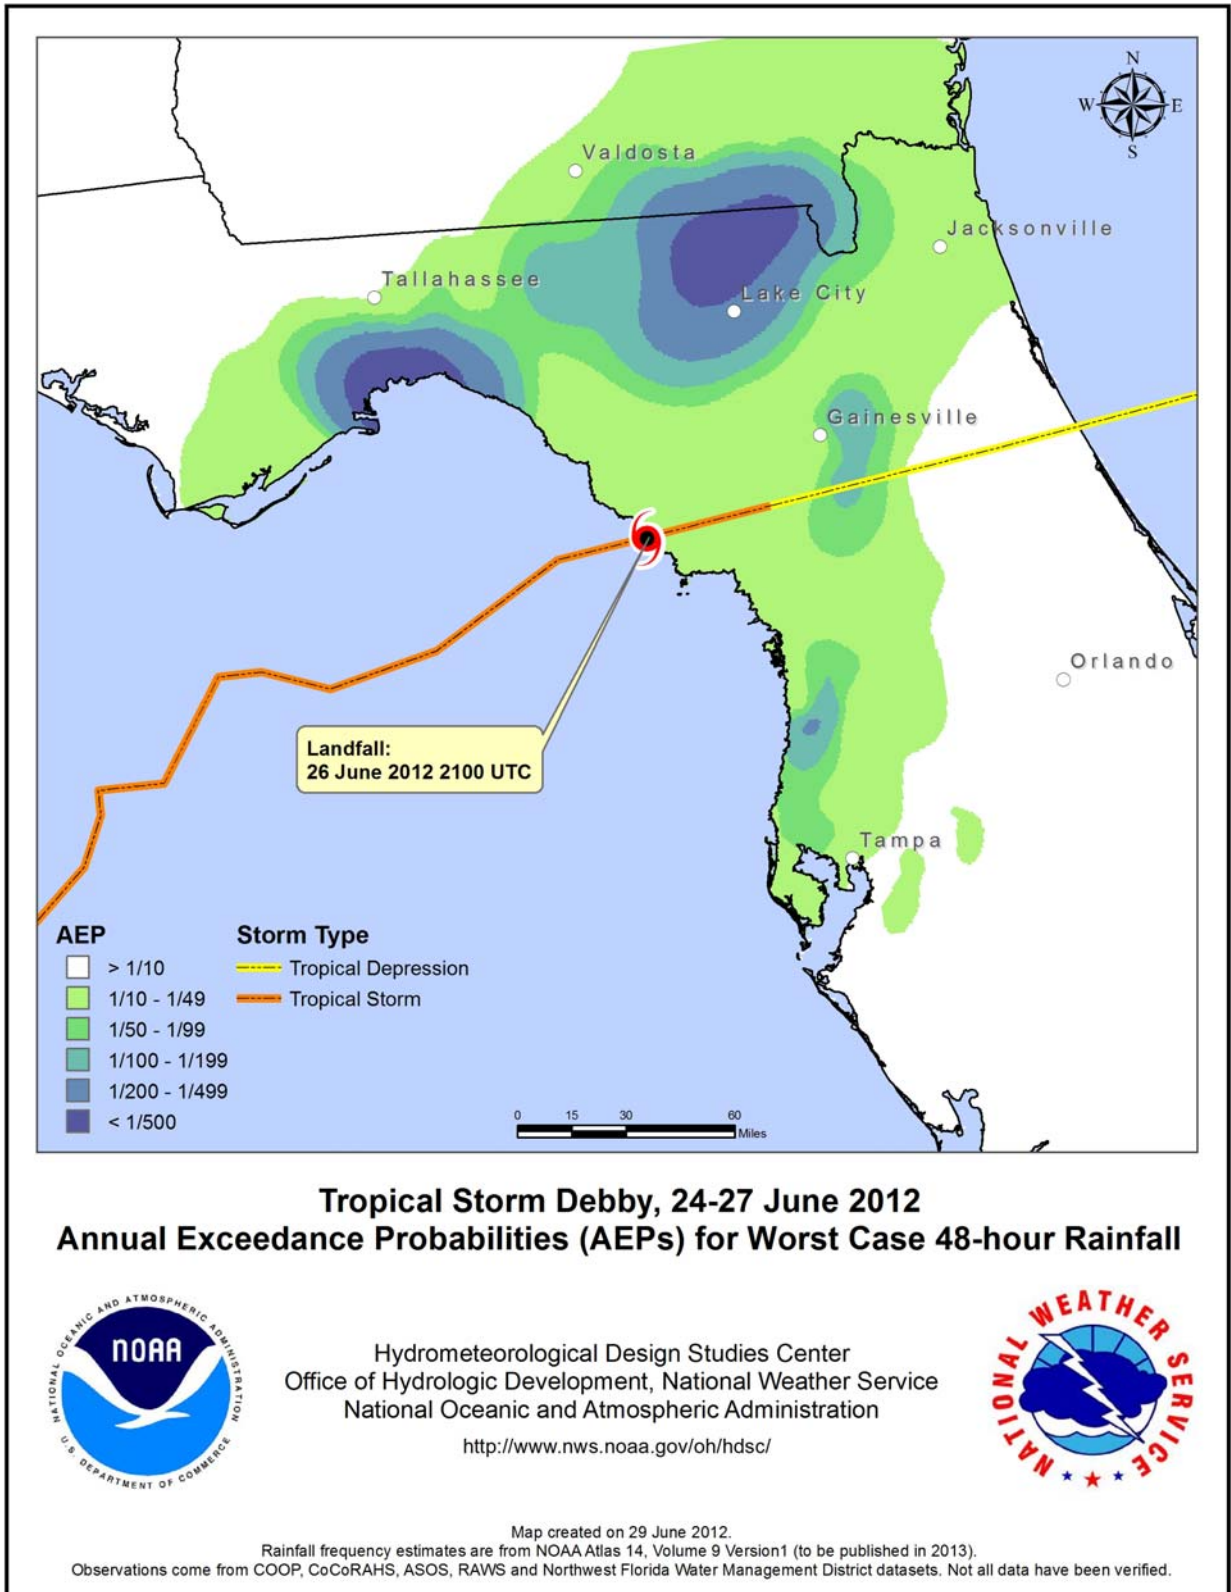 N
W E
S
Valdosta
Jacksonville
Tallahassee
Lake City
Gainesville
Orlando
Landfall:
26 June 2012 2100 UTC
Tampa
AEP
> 1/10
1/10 - 1/49
1/50 - 1/99
1/100 - 1/199
1/200 - 1/499
< 1/500
Storm Type
Tropical Depression
Tropical Storm
0 15 30 60
Miles
Tropical Storm Debby, 24-27 June 2012
Annual Exceedance Probabilities (AEPs) for Worst Case 48-hour Rainfall
NATIONAL OCEANIC AND ATMOSPHERIC ADMINISTRATION
NOAA
U.S. DEPARTMENT OF COMMERCE
Hydrometeorological Design Studies Center
Office of Hydrologic Development, National Weather Service
National Oceanic and Atmospheric Administration
http://www.nws.noaa.gov/oh/hdsc/
NATIONAL WEATHER SERVICE
Map created on 29 June 2012.
Rainfall frequency estimates are from NOAA Atlas 14, Volume 9 Version1 (to be published in 2013).
Observations come from COOP, CoCoRAHS, ASOS, RAWS and Northwest Florida Water Management District datasets. Not all data have been verified.